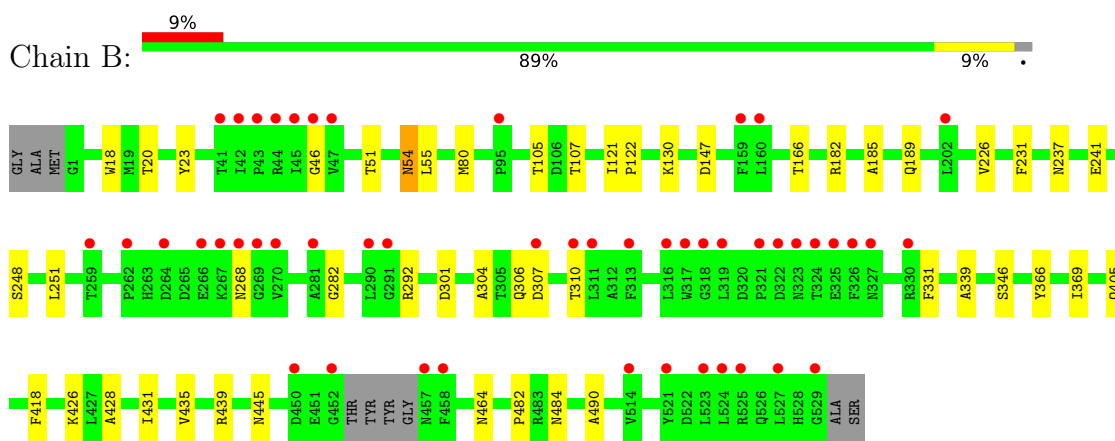 9%
Chain B:
89% 9% •
GLY ALA MET G1 W18 M19 T20 Y23 T41 I42 P43 R44 I45 G46 V47 T51 N54 L55 M80 P95 T105 D106 T107 I121 P122 K130 D147 F159 L160 T166 R182 A185 Q189 L202 V226 F231 N237 E241
S248 L251 T259 P262 H263 D264 D265 E266 K267 N268 G269 V270 A281 G282 L290 G291 R292 D301 A304 T305 Q306 D307 T310 L311 A312 F313 L316 W317 G318 L319 D320 P321 D322 N323 T324 E325 F326 N327 R330 F331 A339 S346 Y366 I369
F418 K426 L427 A428 I431 V435 R439 N445 D450 E451 G452 THR TYR TYR GLY N457 F458 N464 P482 R483 N484 A490 V514 Y521 D522 L523 L524 R525 Q526 L527 H528 G529 ALA SER